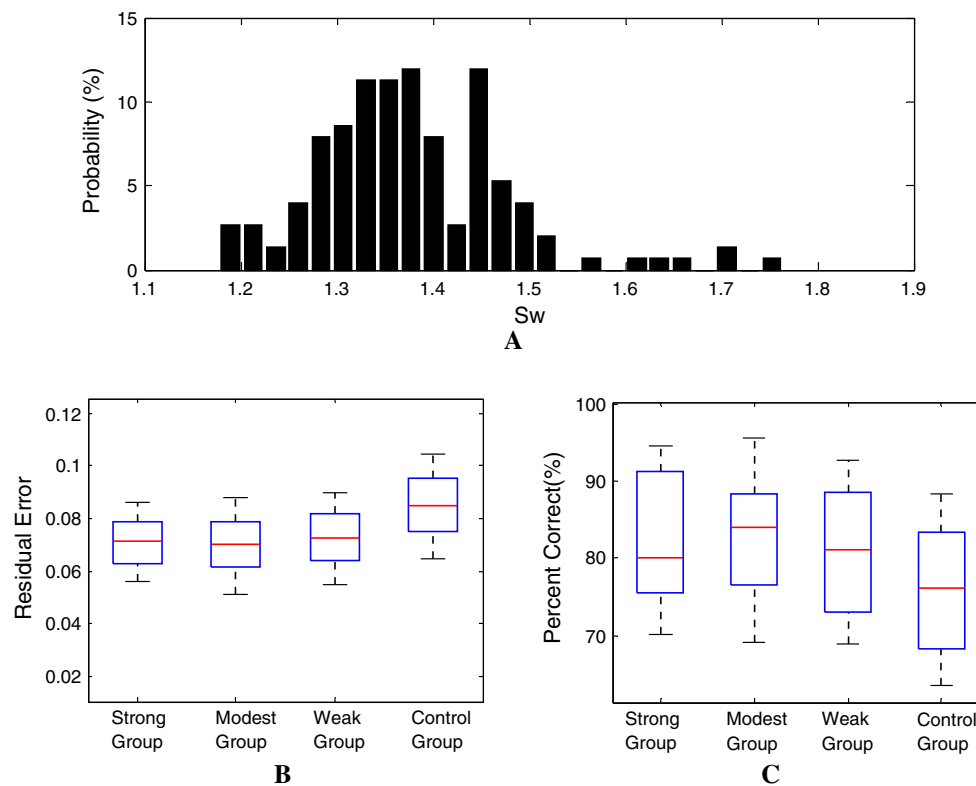 15
10
5
0
Probability (%)
1.1 1.2 1.3 1.4 1.5 1.6 1.7 1.8 1.9
Sw
A
0.12
0.1
0.08
0.06
0.04
0.02
Residual Error
Strong Group
Modest Group
Weak Group
Control Group
B
100
90
80
70
Percent Correct(%)
Strong Group
Modest Group
Weak Group
Control Group
C